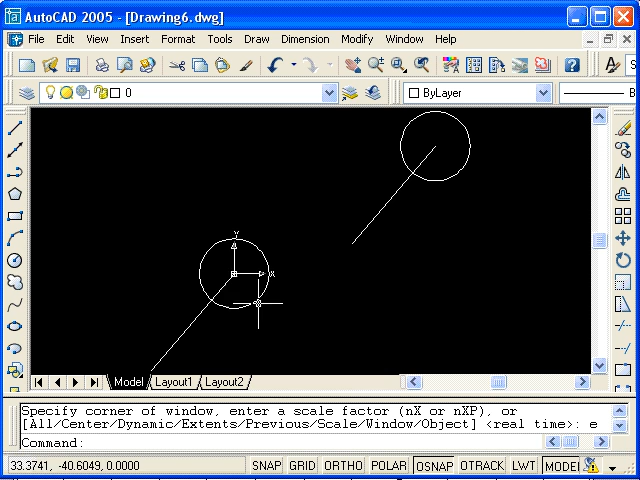 AutoCAD 2005 - [Drawing6.dwg]
File Edit View Insert Format Tools Draw Dimension Modify Window Help
0 ByLayer B
Y
X
Model Layout1 Layout2
Specify corner of window, enter a scale factor (nX or nXP), or
[All/Center/Dynamic/Extents/Previous/Scale/Window/Object] <real time>: e
Command:
33.3741, -40.6049, 0.0000 SNAP GRID ORTHO POLAR OSNAP OTRACK LWT MODEL